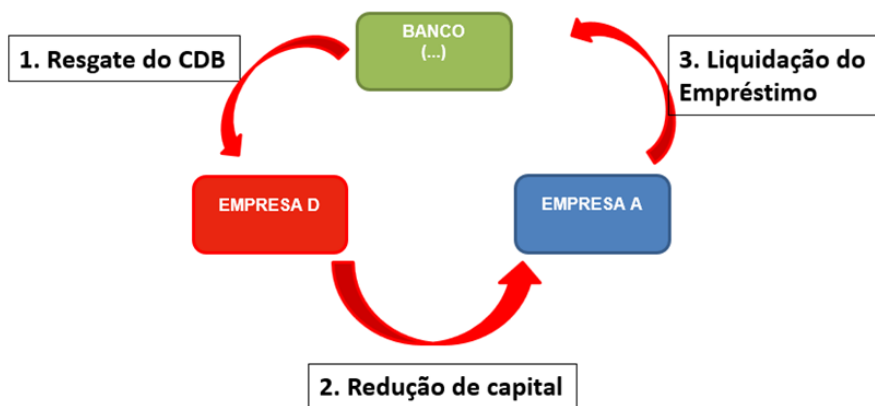 BANCO
(...)
1. Resgate do CDB
3. Liquidação do
Empréstimo
EMPRESA D
EMPRESA A
2. Redução de capital